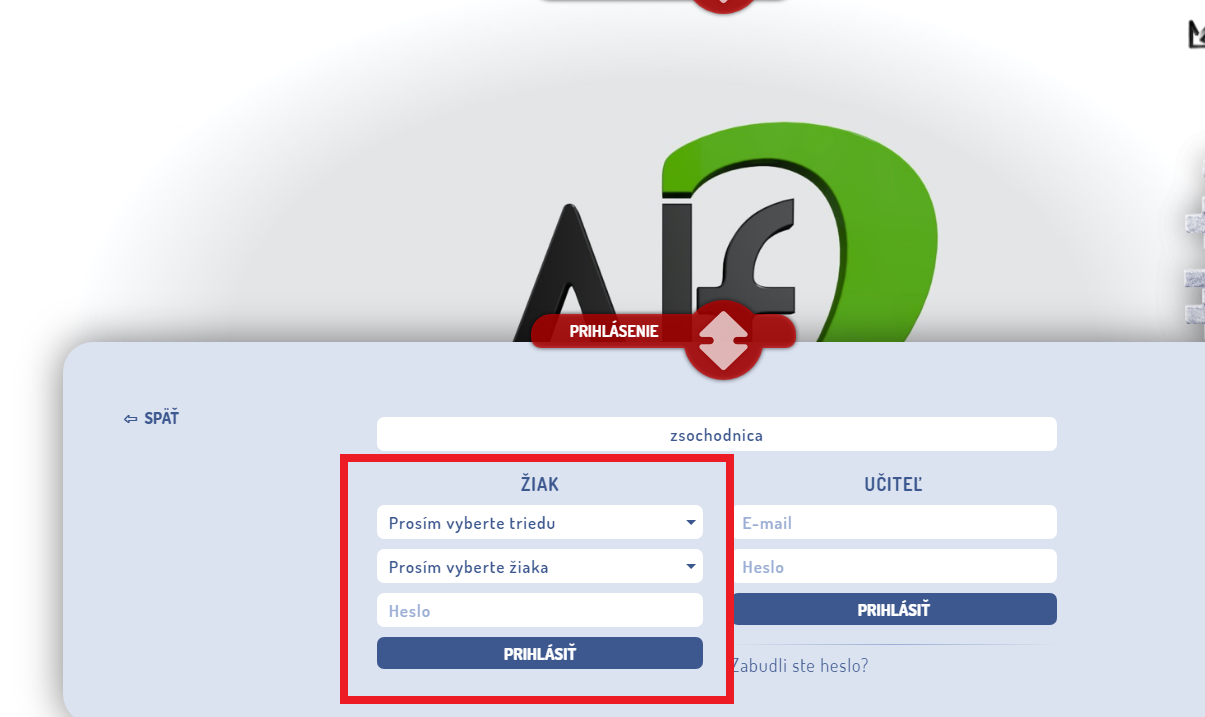 Alf
PRIHLÁSENIE
⇦ SPÄŤ
zsochodnica
ŽIAK
Prosím vyberte triedu
Prosím vyberte žiaka
Heslo
PRIHLÁSIŤ
UČITEĽ
E-mail
Heslo
PRIHLÁSIŤ
Zabudli ste heslo?